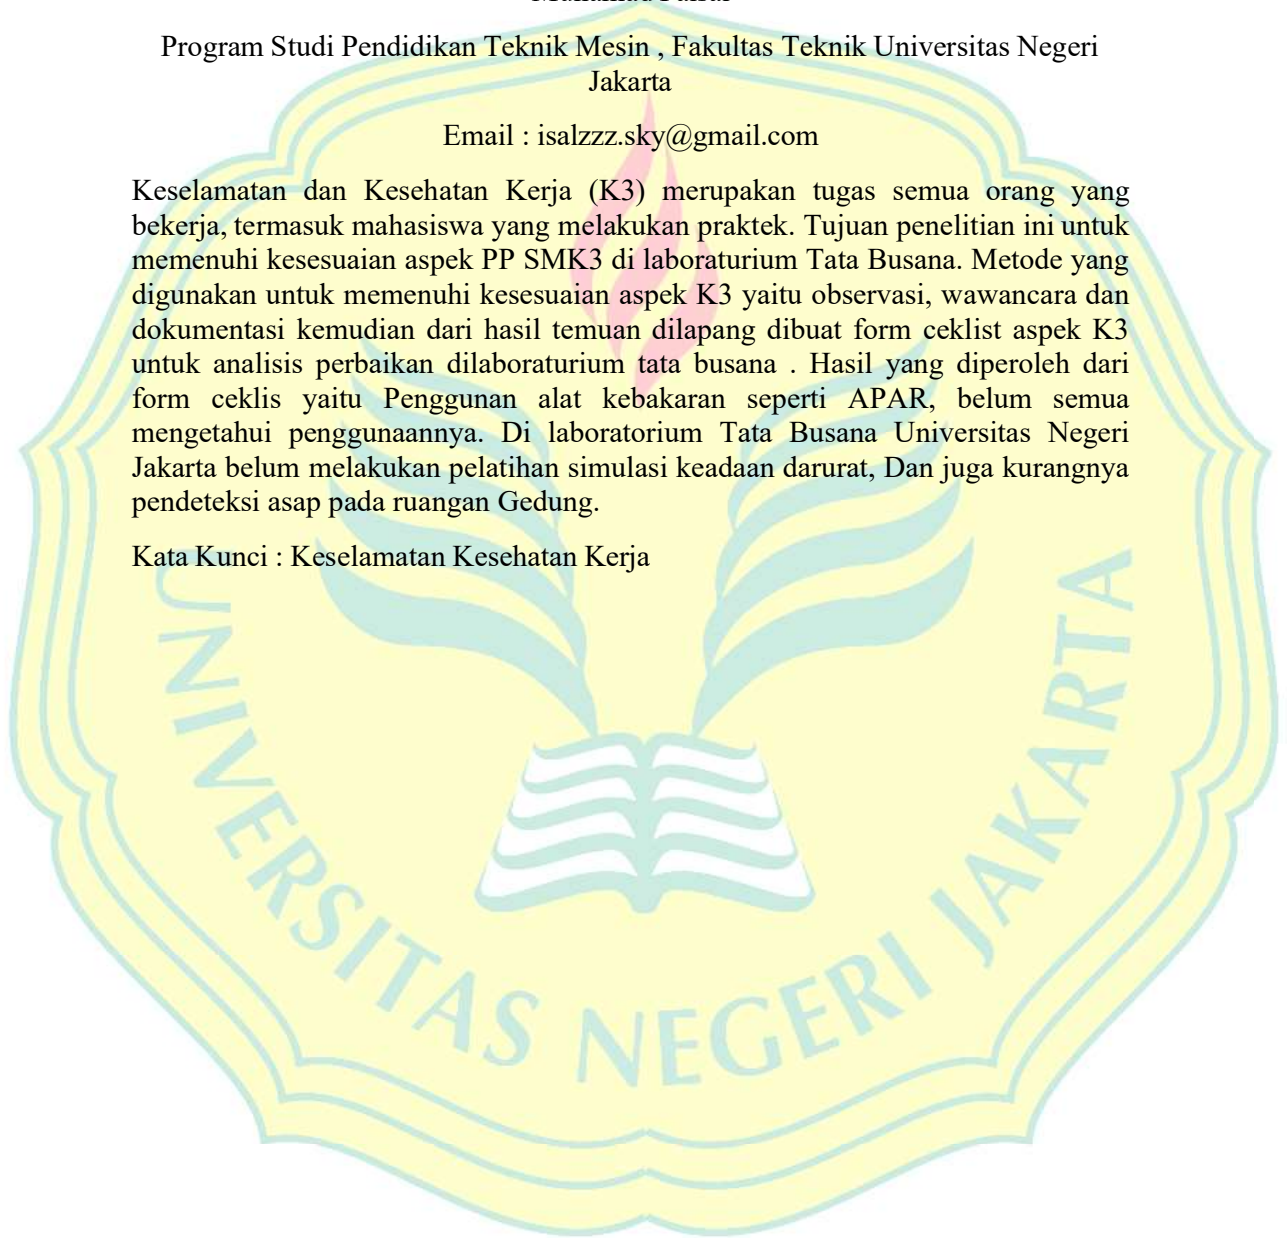 Program Studi Pendidikan Teknik Mesin , Fakultas Teknik Universitas Negeri
Jakarta
Email : isalzzz.sky@gmail.com
Keselamatan dan Kesehatan Kerja (K3) merupakan tugas semua orang yang
bekerja, termasuk mahasiswa yang melakukan praktek. Tujuan penelitian ini untuk
memenuhi kesesuaian aspek PP SMK3 di laboraturium Tata Busana. Metode yang
digunakan untuk memenuhi kesesuaian aspek K3 yaitu observasi, wawancara dan
dokumentasi kemudian dari hasil temuan dilapang dibuat form ceklist aspek K3
untuk analisis perbaikan dilaboraturium tata busana . Hasil yang diperoleh dari
form ceklis yaitu Penggunan alat kebakaran seperti APAR, belum semua
mengetahui penggunaannya. Di laboratorium Tata Busana Universitas Negeri
Jakarta belum melakukan pelatihan simulasi keadaan darurat, Dan juga kurangnya
pendeteksi asap pada ruangan Gedung.
Kata Kunci : Keselamatan Kesehatan Kerja
UNIVERSITAS NEGERI JAKARTA